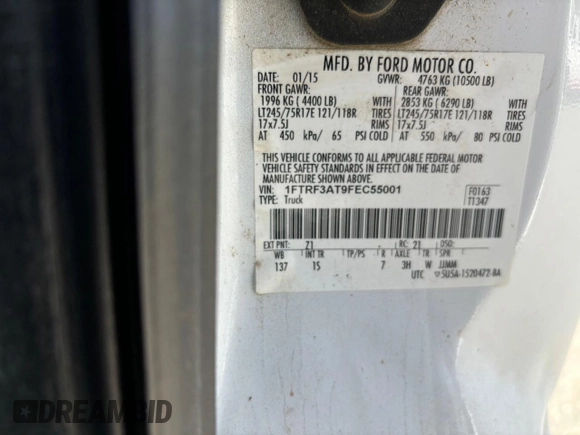 MFD. BY FORD MOTOR CO.
DATE: 01/15 GVWR: 4763 KG (10500 LB)
FRONT GAWR: REAR GAWR:
1996 KG ( 4400 LB) WITH 2853 KG ( 6290 LB) WITH
LT245/75R17E 121/118R TIRES LT245/75R17E 121/118R TIRES
17x7.5J RIMS 17x7.5J RIMS
AT 450 kPa/ 65 PSI COLD AT 550 kPa/ 80 PSI COLD
THIS VEHICLE CONFORMS TO ALL APPLICABLE FEDERAL MOTOR
VEHICLE SAFETY STANDARDS IN EFFECT ON THE DATE OF
MANUFACTURE SHOWN ABOVE.
VIN: 1FTRF3AT9FEC55001 F0163
TYPE: Truck T1347
EXT PNT: Z1 RC: 21 DSO:
WB INT TR TP/PS R AXLE TR SPR
137 1S 7 3H W JJMM
UTC 5U5A-1520472-BA
DREAMBID